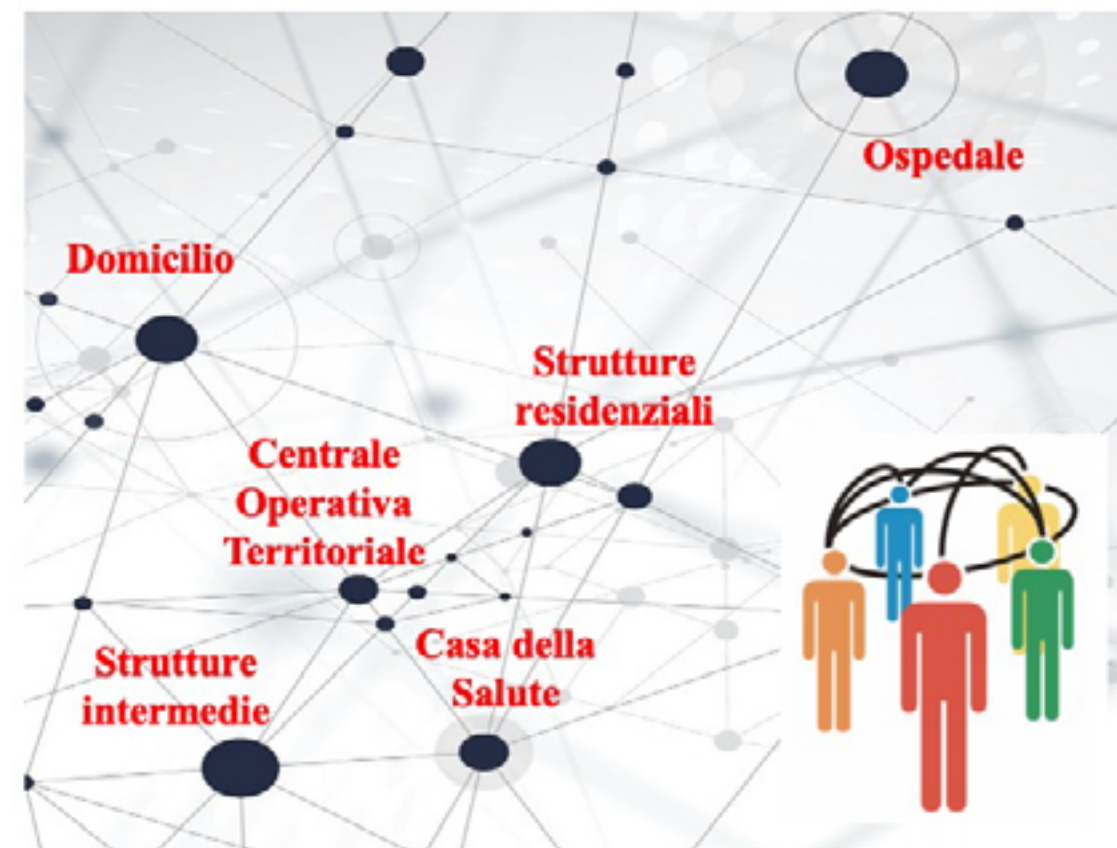 Ospedale
Domicilio
Strutture
residenziali
Centrale
Operativa
Territoriale
Casa della
Salute
Strutture
intermedie